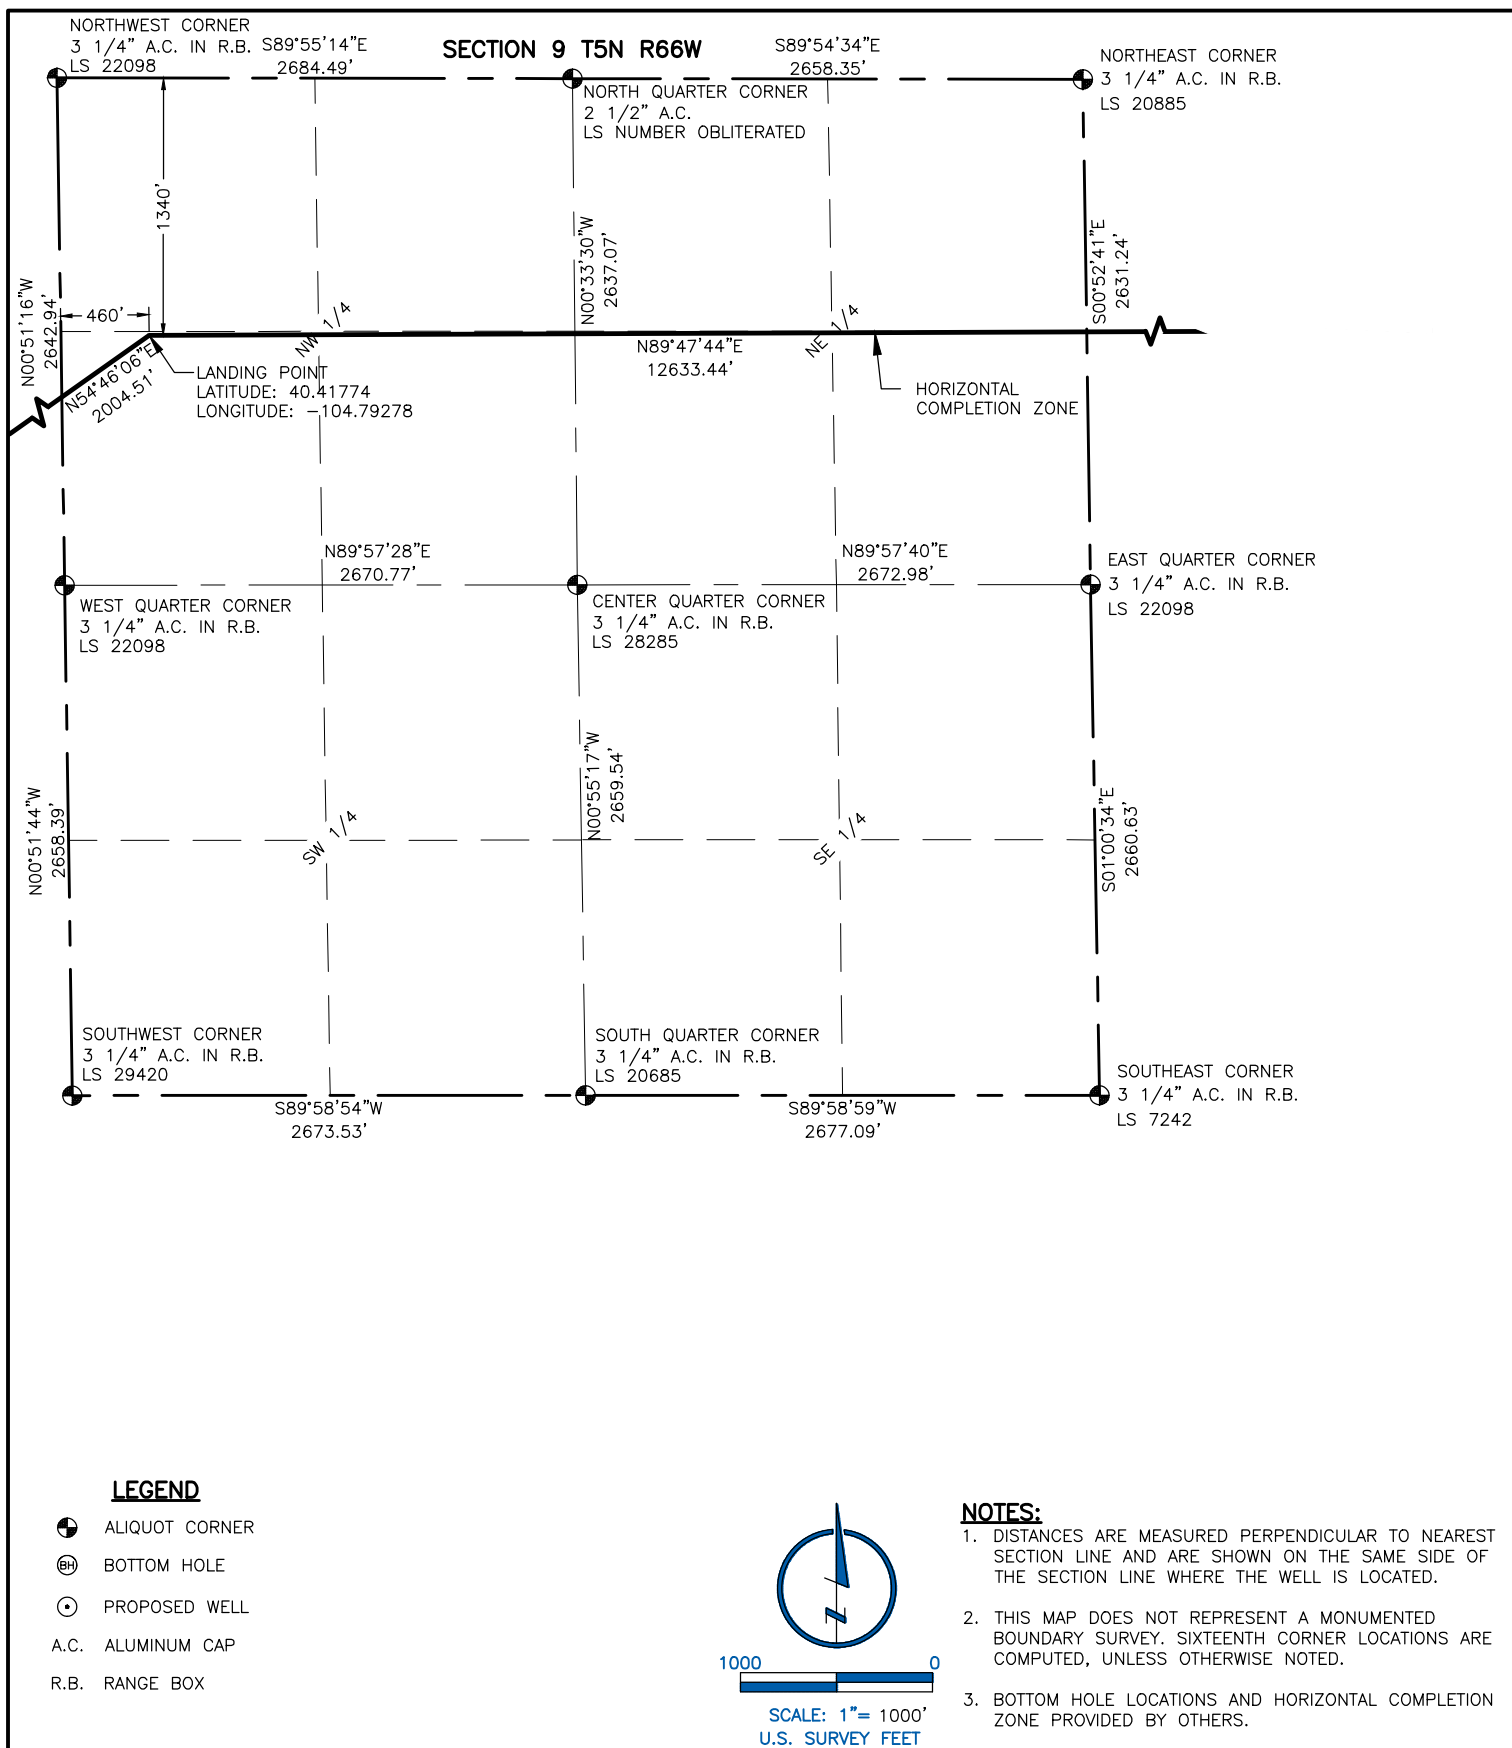 NORTHWEST CORNER
3 1/4" A.C. IN R.B.
LS 22098
S89°55'14"E
2684.49'
SECTION 9 T5N R66W
S89°54'34"E
2658.35'
NORTHEAST CORNER
3 1/4" A.C. IN R.B.
LS 20885
NORTH QUARTER CORNER
2 1/2" A.C.
LS NUMBER OBLITERATED
1340'
N00°33'30"W
2637.07'
S00°52'41"E
2631.24'
N00°51'16"W
2642.94'
460'
NW 1/4
NE 1/4
N89°47'44"E
12633.44'
N54°46'06"E
2004.51'
LANDING POINT
LATITUDE: 40.41774
LONGITUDE: -104.79278
HORIZONTAL
COMPLETION ZONE
N89°57'28"E
2670.77'
N89°57'40"E
2672.98'
EAST QUARTER CORNER
3 1/4" A.C. IN R.B.
LS 22098
WEST QUARTER CORNER
3 1/4" A.C. IN R.B.
LS 22098
CENTER QUARTER CORNER
3 1/4" A.C. IN R.B.
LS 28285
N00°51'44"W
2658.39'
N00°55'17"W
2659.54'
S01°00'34"E
2660.63'
SW 1/4
SE 1/4
SOUTHWEST CORNER
3 1/4" A.C. IN R.B.
LS 29420
SOUTH QUARTER CORNER
3 1/4" A.C. IN R.B.
LS 20685
SOUTHEAST CORNER
3 1/4" A.C. IN R.B.
LS 7242
S89°58'54"W
2673.53'
S89°58'59"W
2677.09'
LEGEND
ALIQUOT CORNER
BH BOTTOM HOLE
PROPOSED WELL
A.C. ALUMINUM CAP
R.B. RANGE BOX
N
1000 0
SCALE: 1"= 1000'
U.S. SURVEY FEET
NOTES:
1. DISTANCES ARE MEASURED PERPENDICULAR TO NEAREST
SECTION LINE AND ARE SHOWN ON THE SAME SIDE OF
THE SECTION LINE WHERE THE WELL IS LOCATED.
2. THIS MAP DOES NOT REPRESENT A MONUMENTED
BOUNDARY SURVEY. SIXTEENTH CORNER LOCATIONS ARE
COMPUTED, UNLESS OTHERWISE NOTED.
3. BOTTOM HOLE LOCATIONS AND HORIZONTAL COMPLETION
ZONE PROVIDED BY OTHERS.